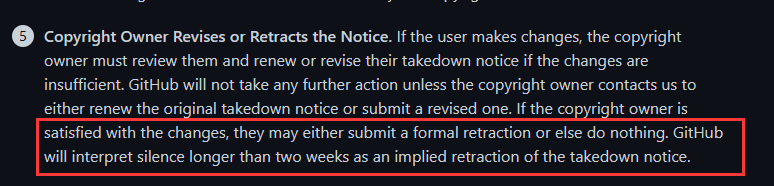 5 Copyright Owner Revises or Retracts the Notice. If the user makes changes, the copyright
owner must review them and renew or revise their takedown notice if the changes are
insufficient. GitHub will not take any further action unless the copyright owner contacts us to
either renew the original takedown notice or submit a revised one. If the copyright owner is
satisfied with the changes, they may either submit a formal retraction or else do nothing. GitHub
will interpret silence longer than two weeks as an implied retraction of the takedown notice.